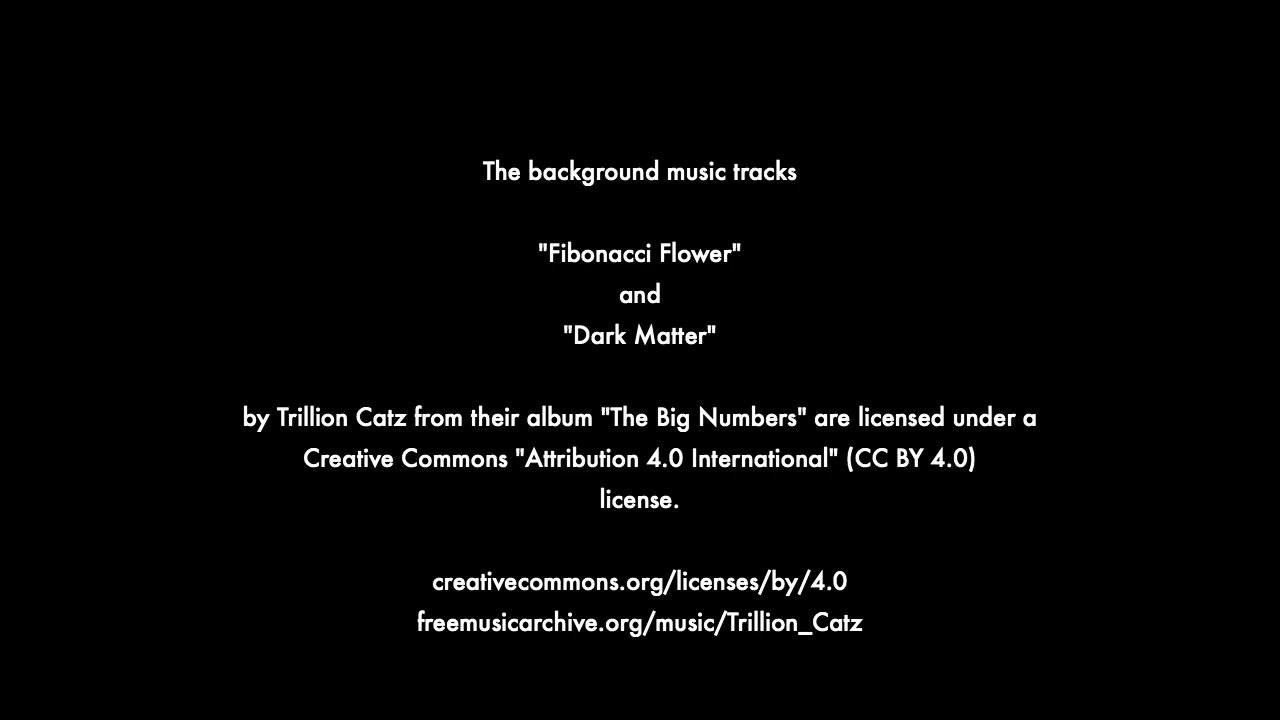 The background music tracks
"Fibonacci Flower"
and
"Dark Matter"
by Trillion Catz from their album "The Big Numbers" are licensed under a
Creative Commons "Attribution 4.0 International" (CC BY 4.0)
license.
creativecommons.org/licenses/by/4.0
freemusicarchive.org/music/Trillion_Catz